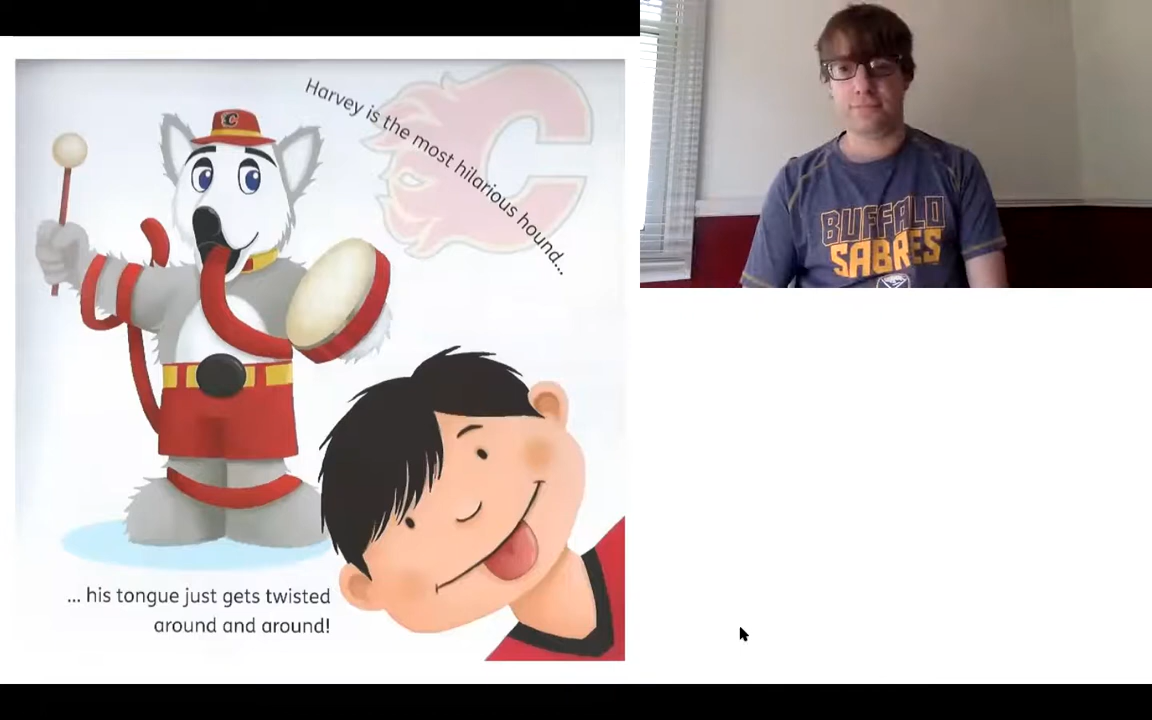 Harvey is the most hilarious hound...
... his tongue just gets twisted
around and around!
BUFFALO
SABRES